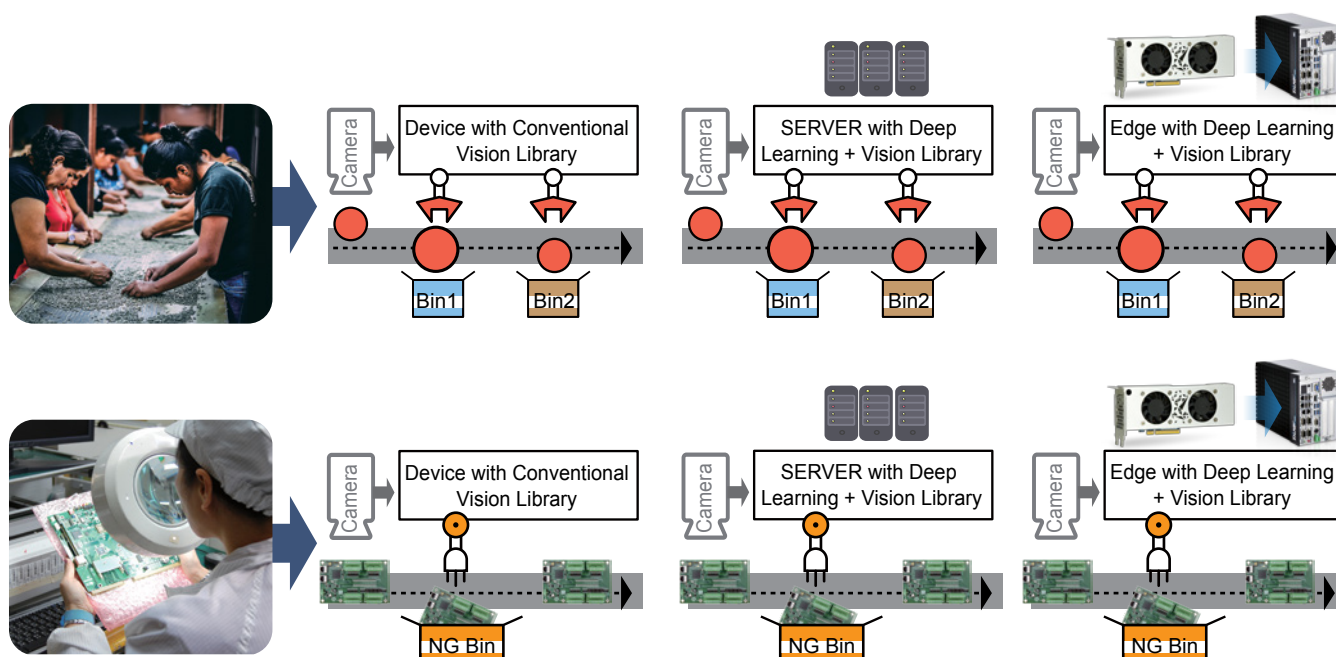 Camera
Device with Conventional
Vision Library
Bin1
Bin2
Camera
SERVER with Deep
Learning + Vision Library
Bin1
Bin2
Camera
Edge with Deep Learning
+ Vision Library
Bin1
Bin2
Camera
Device with Conventional
Vision Library
NG Bin
Camera
SERVER with Deep
Learning + Vision Library
NG Bin
Camera
Edge with Deep Learning
+ Vision Library
NG Bin